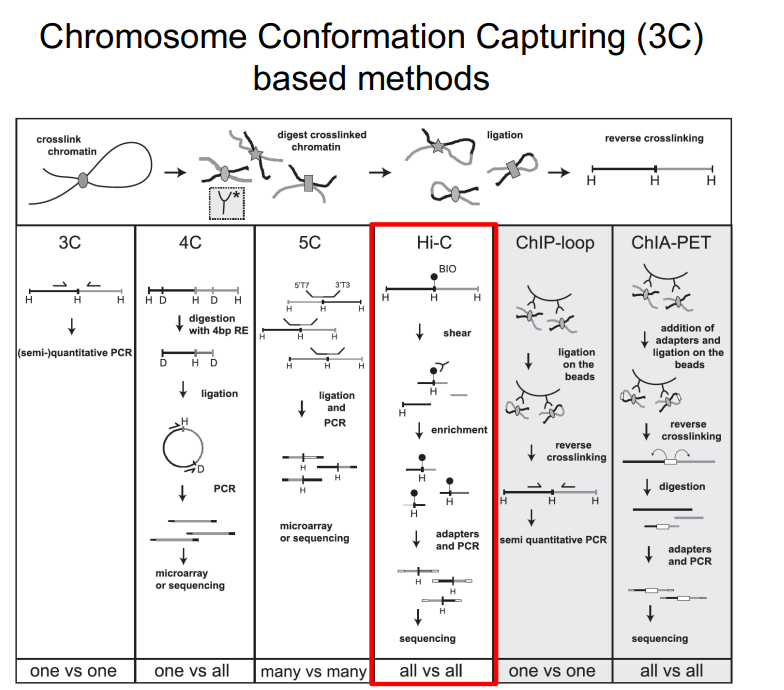 Chromosome Conformation Capturing (3C)
based methods
crosslink
chromatin
digest crosslinked
chromatin
ligation
reverse crosslinking
*
H H H
3C
H H H
(semi-)quantitative PCR
one vs one
4C
H D H D H
digestion
with 4bp RE
D H D
ligation
H
D
PCR
microarray
or sequencing
one vs all
5C
5'T7 3'T3
H H H
H H H
H H H
ligation
and
PCR
H
H
H
microarray
or sequencing
many vs many
Hi-C
BIO
H H H
shear
H
H
enrichment
H
H
H
adapters
and PCR
H
H
H
sequencing
all vs all
ChIP-loop
ligation
on the
beads
reverse
crosslinking
H H H
semi quantitative PCR
one vs one
ChIA-PET
addition of
adapters and
ligation on the
beads
reverse
crosslinking
digestion
adapters
and PCR
sequencing
all vs all